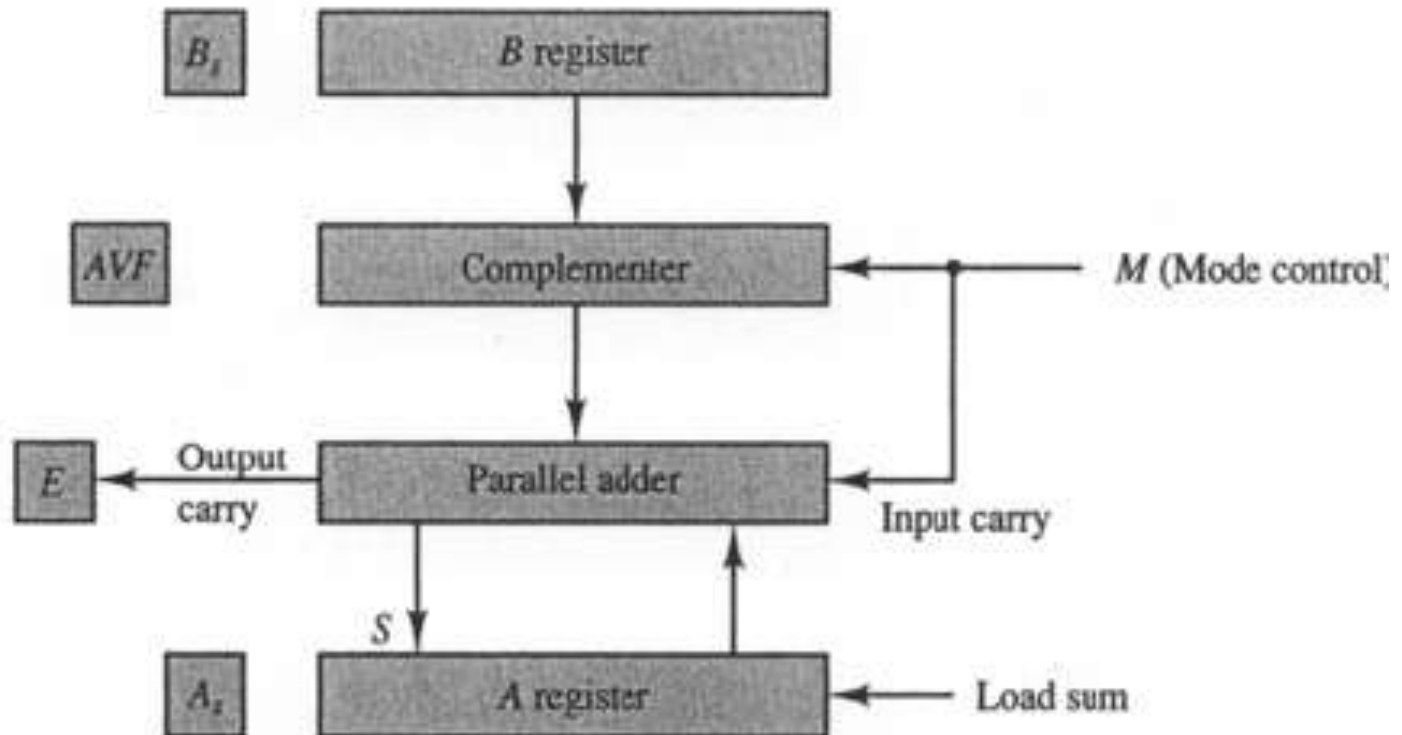 B_s
B register
AVF
Complementer
M (Mode control)
E
Output
carry
Parallel adder
Input carry
S
A_s
A register
Load sum